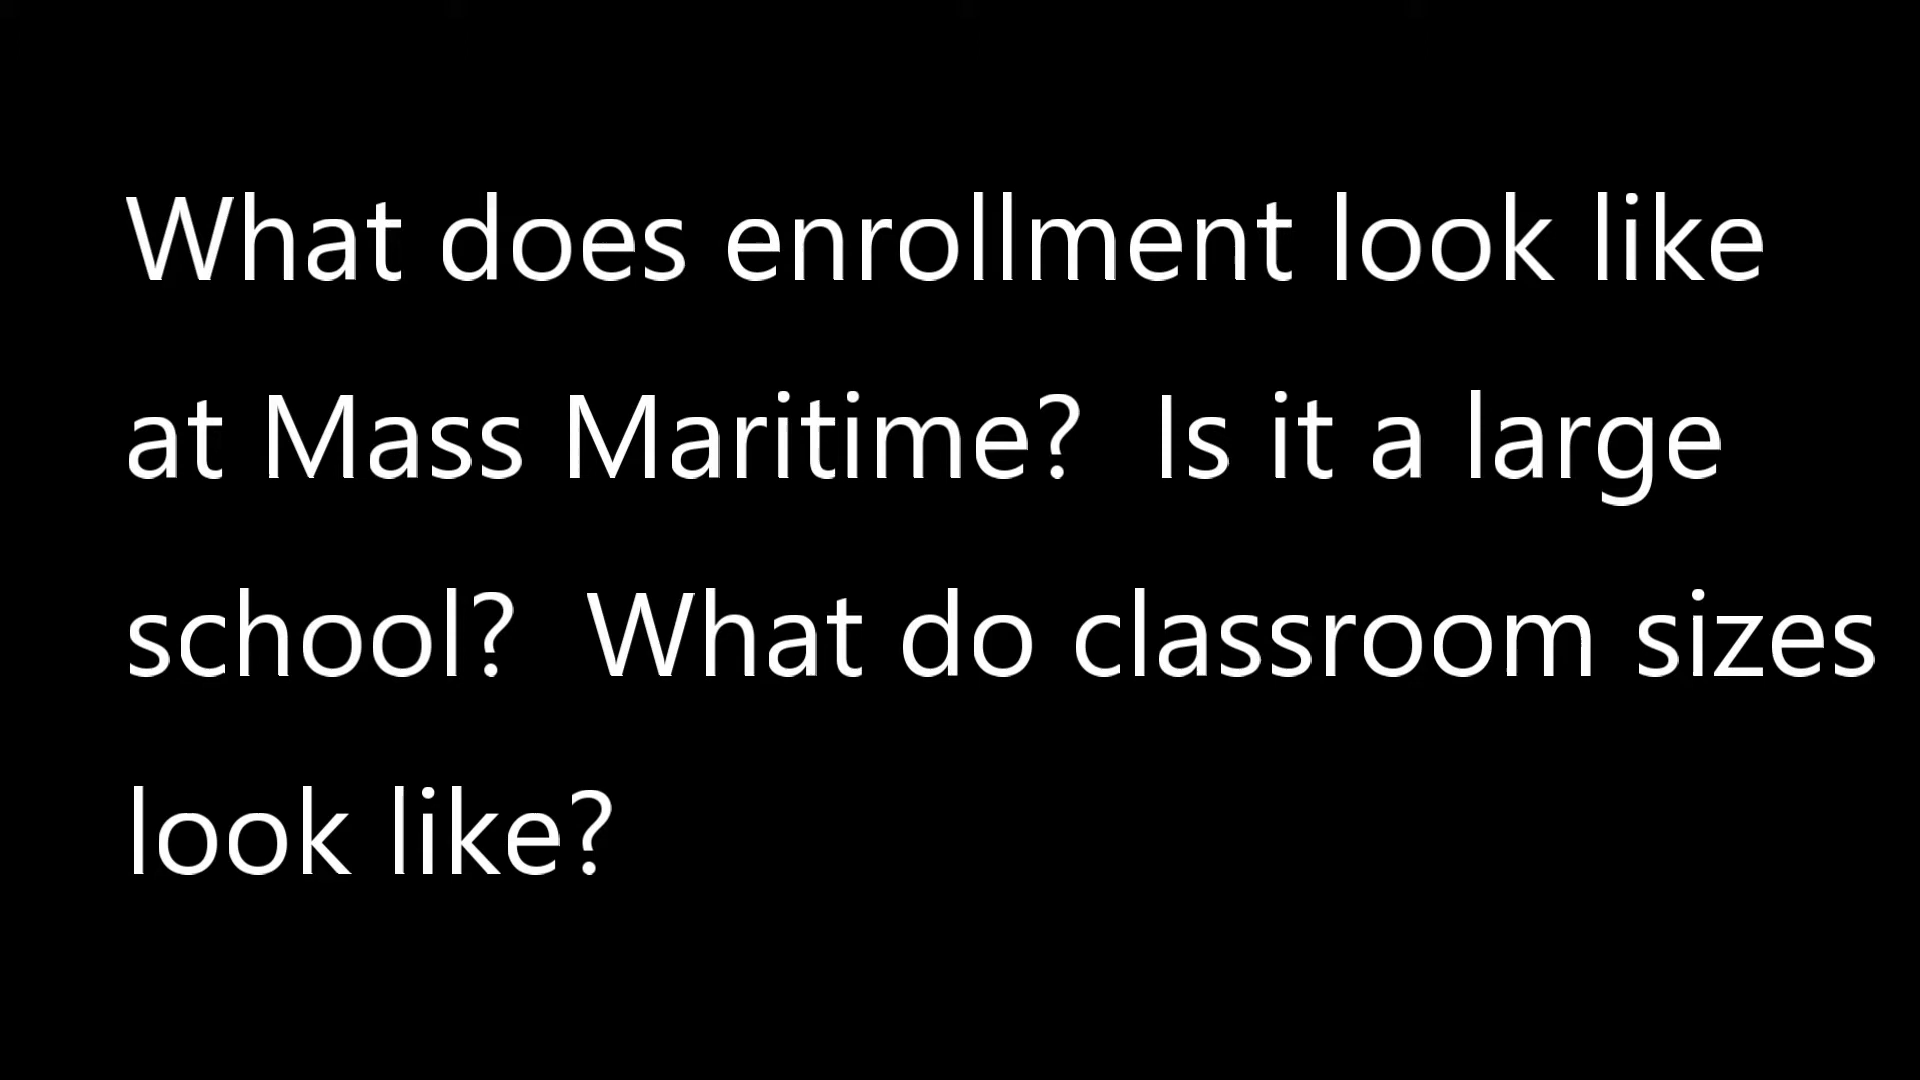 What does enrollment look like
at Mass Maritime?  Is it a large
school?  What do classroom sizes
look like?